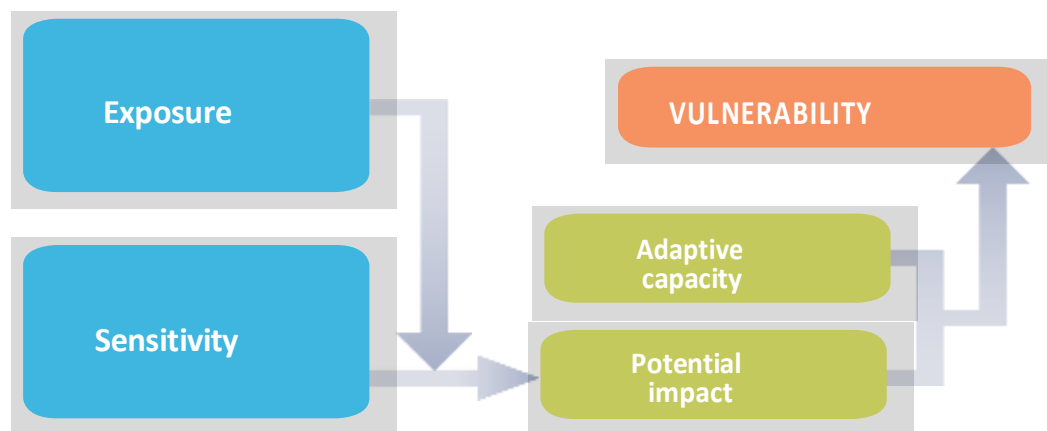 Exposure
VULNERABILITY
Adaptive
capacity
Sensitivity
Potential
impact